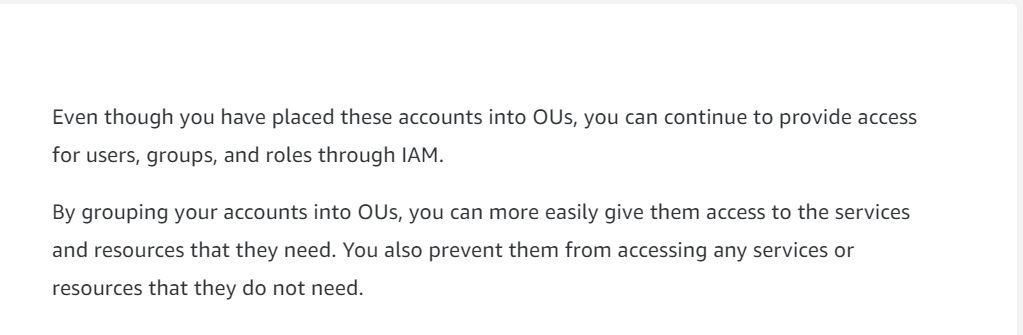 Even though you have placed these accounts into OUs, you can continue to provide access
for users, groups, and roles through IAM.
By grouping your accounts into OUs, you can more easily give them access to the services
and resources that they need. You also prevent them from accessing any services or
resources that they do not need.